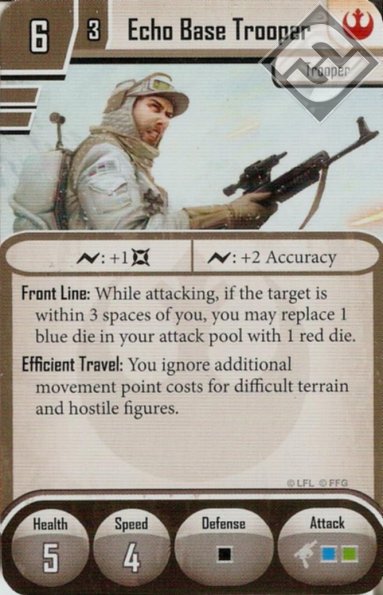 6 3 Echo Base Trooper
Trooper
: +1
: +2 Accuracy
Front Line: While attacking, if the target is
within 3 spaces of you, you may replace 1
blue die in your attack pool with 1 red die.
Efficient Travel: You ignore additional
movement point costs for difficult terrain
and hostile figures.
© LFL © FFG
Health
Speed
Defense
Attack
5
4